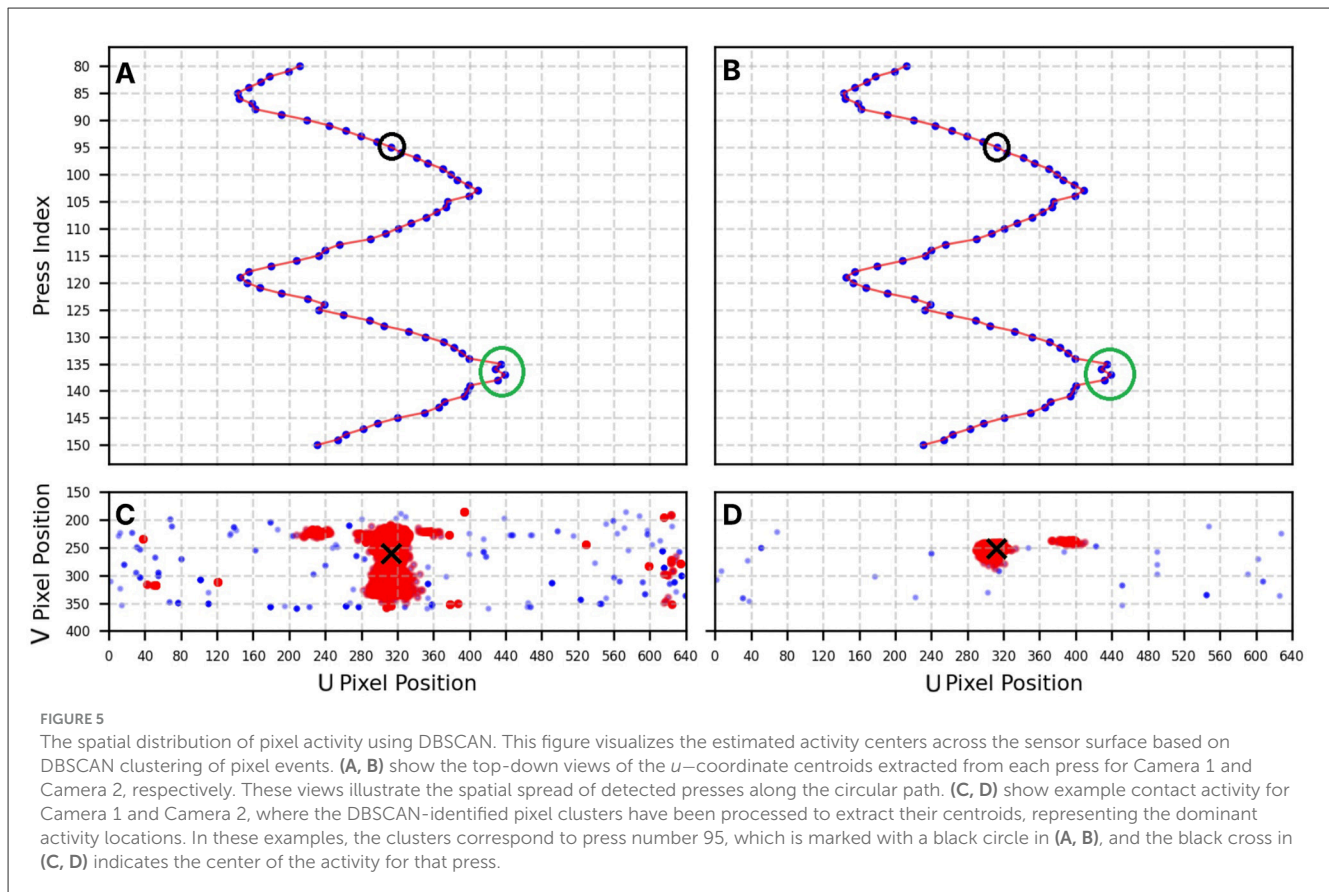 A
B
80
85
90
95
100
105
110
115
120
125
130
135
140
145
150
Press Index
C
D
150
200
250
300
350
400
V Pixel Position
0 40 80 120 160 200 240 280 320 360 400 440 480 520 560 600 640
0 40 80 120 160 200 240 280 320 360 400 440 480 520 560 600 640
U Pixel Position
U Pixel Position
FIGURE 5
The spatial distribution of pixel activity using DBSCAN. This figure visualizes the estimated activity centers across the sensor surface based on
DBSCAN clustering of pixel events. (A, B) show the top-down views of the u—coordinate centroids extracted from each press for Camera 1 and
Camera 2, respectively. These views illustrate the spatial spread of detected presses along the circular path. (C, D) show example contact activity for
Camera 1 and Camera 2, where the DBSCAN-identified pixel clusters have been processed to extract their centroids, representing the dominant
activity locations. In these examples, the clusters correspond to press number 95, which is marked with a black circle in (A, B), and the black cross in
(C, D) indicates the center of the activity for that press.